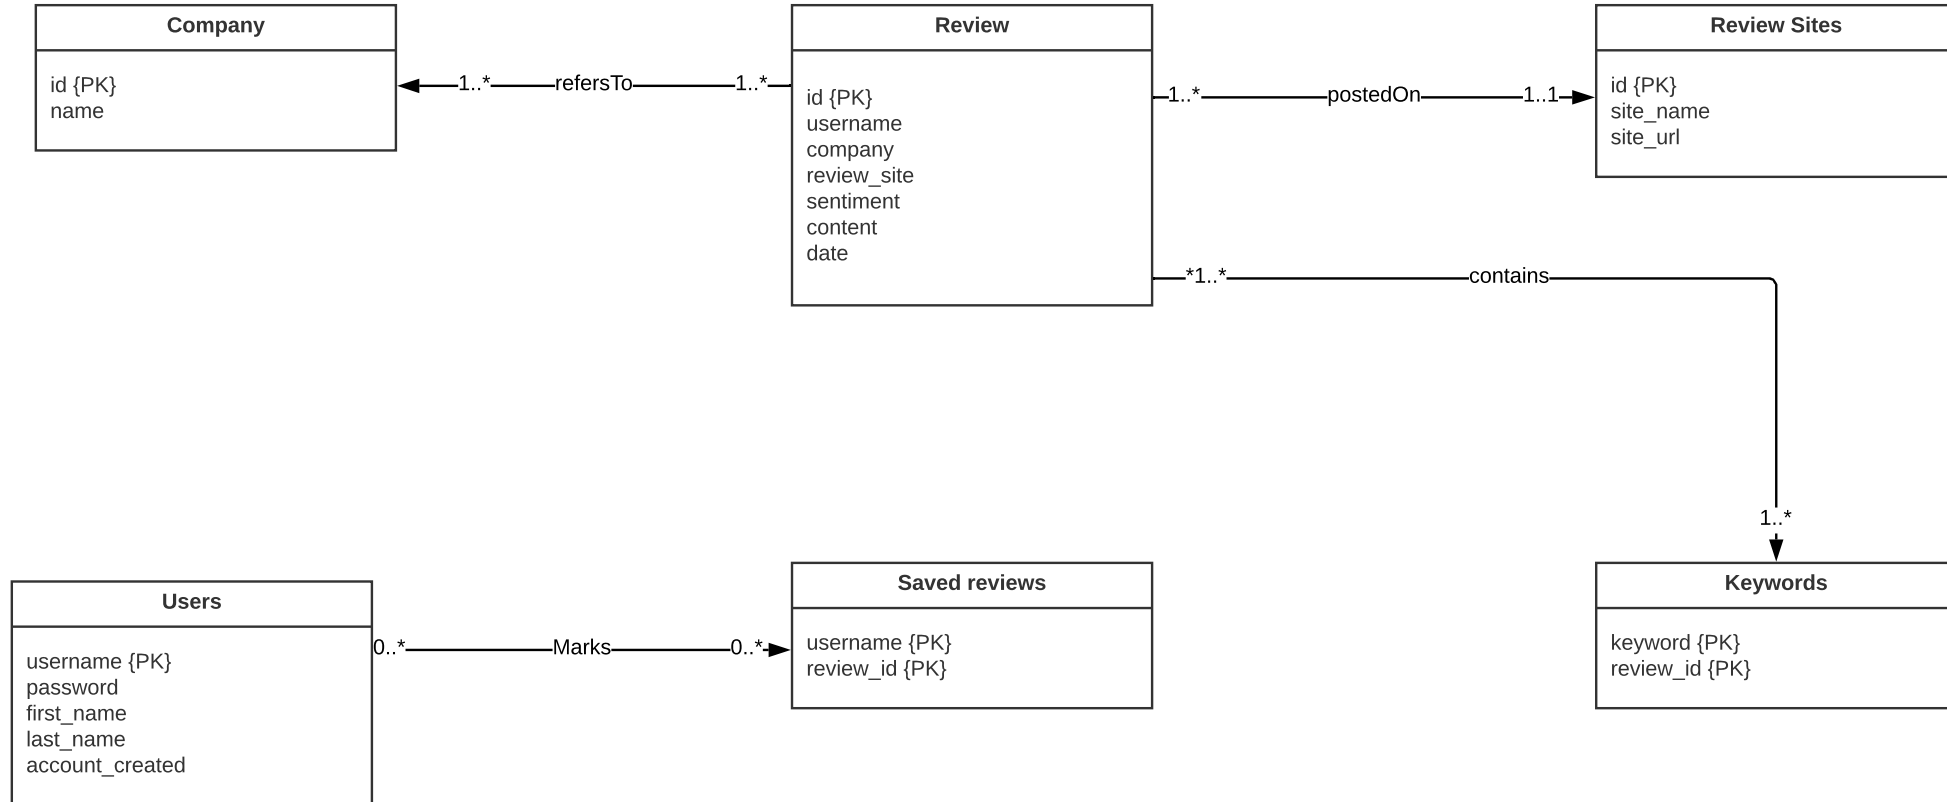 Company
id {PK}
name
1..* refersTo 1..*
Review
id {PK}
username
company
review_site
sentiment
content
date
1..* postedOn 1..1
Review Sites
id {PK}
site_name
site_url
*1..* contains
1..*
Users
username {PK}
password
first_name
last_name
account_created
0..* Marks 0..*
Saved reviews
username {PK}
review_id {PK}
Keywords
keyword {PK}
review_id {PK}